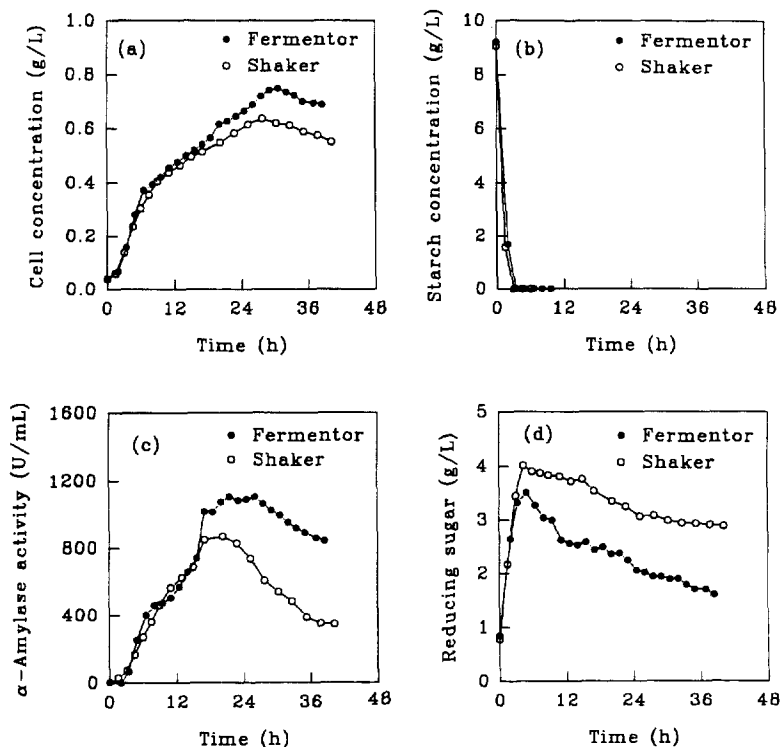 Cell concentration (g/L)
1.0
0.8
0.6
0.4
0.2
0.0
(a)
Fermentor
Shaker
0 12 24 36 48
Time (h)
Starch concentration (g/L)
10
8
6
4
2
0
(b)
Fermentor
Shaker
0 12 24 36 48
Time (h)
α-Amylase activity (U/mL)
1600
1200
800
400
0
(c)
Fermentor
Shaker
0 12 24 36 48
Time (h)
Reducing sugar (g/L)
5
4
3
2
1
0
(d)
Fermentor
Shaker
0 12 24 36 48
Time (h)